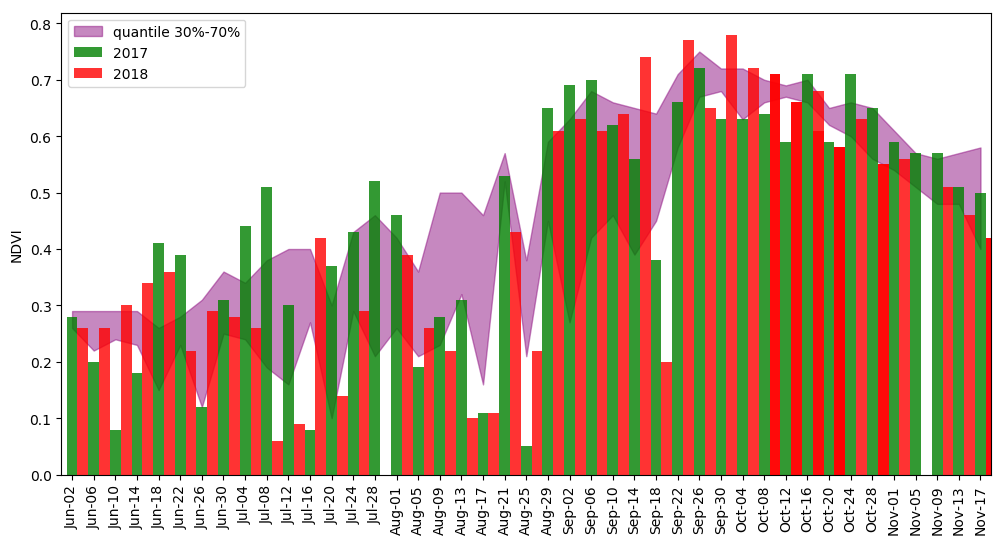 quantile 30%-70%
2017
2018
NDVI
0.8
0.7
0.6
0.5
0.4
0.3
0.2
0.1
0.0
Jun-02
Jun-06
Jun-10
Jun-14
Jun-18
Jun-22
Jun-26
Jun-30
Jul-04
Jul-08
Jul-12
Jul-16
Jul-20
Jul-24
Jul-28
Aug-01
Aug-05
Aug-09
Aug-13
Aug-17
Aug-21
Aug-25
Aug-29
Sep-02
Sep-06
Sep-10
Sep-14
Sep-18
Sep-22
Sep-26
Sep-30
Oct-04
Oct-08
Oct-12
Oct-16
Oct-20
Oct-24
Oct-28
Nov-01
Nov-05
Nov-09
Nov-13
Nov-17